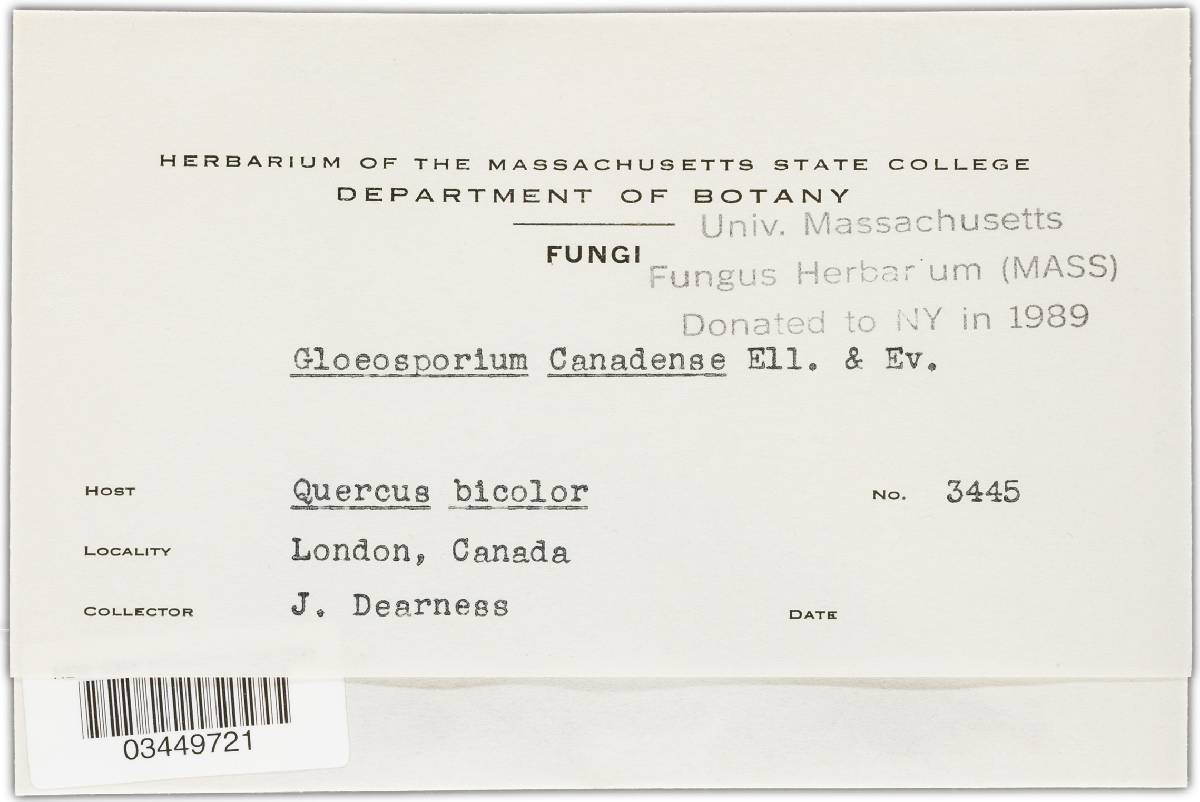 HERBARIUM OF THE MASSACHUSETTS STATE COLLEGE
DEPARTMENT OF BOTANY
FUNGI
Univ. Massachusetts
Fungus Herbarium (MASS)
Donated to NY in 1989
Gloeosporium Canadense Ell. & Ev.
HOST Quercus bicolor No. 3445
LOCALITY London, Canada
COLLECTOR J. Dearness DATE
03449721